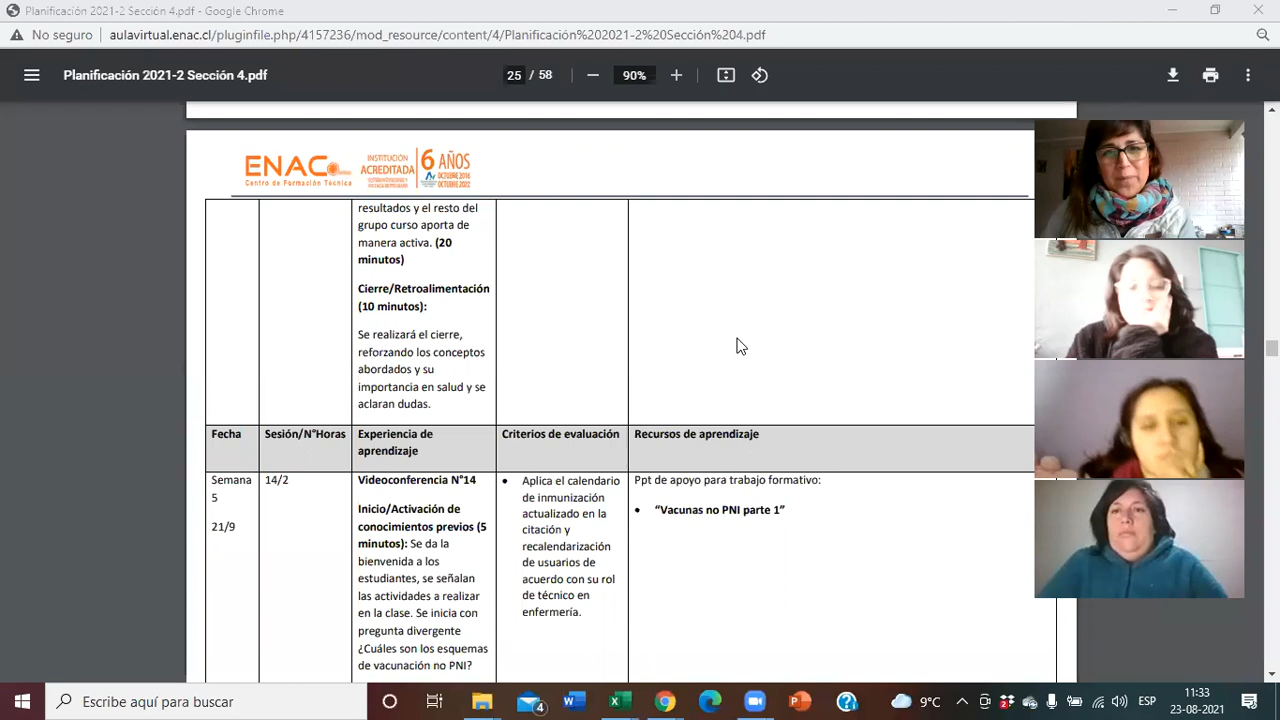 Planificación 2021-2 Sección 4.pdf - Google Chrome
No seguro
aulavirtual.enac.cl/pluginfile.php/4157236/mod_resource/content/4/Planificación%202021-2%20Sección%204.pdf
Planificación 2021-2 Sección 4.pdf
25 / 58
90%
ENAC
Centro de Formación Técnica
INSTITUCIÓN
ACREDITADA
6 AÑOS
OCTUBRE 2016
OCTUBRE 2022
resultados y el resto del
grupo curso aporta de
manera activa. (20
minutos)
Cierre/Retroalimentación
(10 minutos):
Se realizará el cierre,
reforzando los conceptos
abordados y su
importancia en salud y se
aclaran dudas.
Fecha
Sesión/N°Horas
Experiencia de
aprendizaje
Criterios de evaluación
Recursos de aprendizaje
Semana
5
21/9
14/2
Videoconferencia N°14
Inicio/Activación de
conocimientos previos (5
minutos): Se da la
bienvenida a los
estudiantes, se señalan
las actividades a realizar
en la clase. Se inicia con
pregunta divergente
¿Cuáles son los esquemas
de vacunación no PNI?
• Aplica el calendario
de inmunización
actualizado en la
citación y
recalendarización
de usuarios de
acuerdo con su rol
de técnico en
enfermería.
Ppt de apoyo para trabajo formativo:
• “Vacunas no PNI parte 1”
Escribe aquí para buscar
4
9°C
2
ESP
11:33
23-08-2021